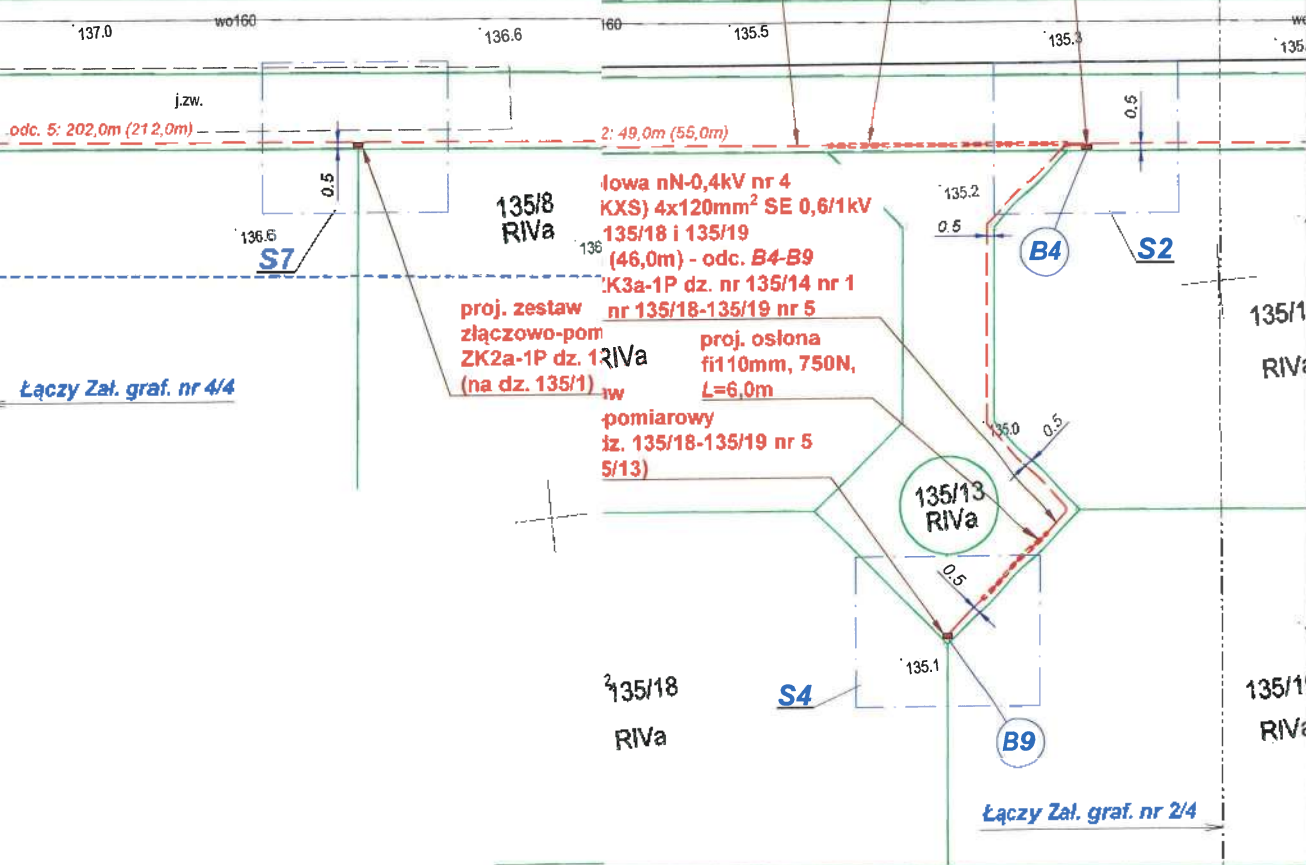 137.0
wo160
136.6
j.zw.
odc. 5: 202,0m (212,0m)
0.5
135/8
RIVa
136.6
S7
136
proj. zestaw
złączowo-pom
ZK2a-1P dz. 1
(na dz. 135/1)
Łączy Zał. graf. nr 4/4
160
135.5
135.3
135.
2: 49,0m (55,0m)
0.5
lowa nN-0,4kV nr 4
KXS) 4x120mm² SE 0,6/1kV
135/18 i 135/19
(46,0m) - odc. B4-B9
ZK3a-1P dz. nr 135/14 nr 1
nr 135/18-135/19 nr 5
135.2
0.5
B4
S2
135/1
RIVa
RIVa
proj. osłona
fi110mm, 750N,
L=6,0m
aw
-pomiarowy
dz. 135/18-135/19 nr 5
5/13)
135.0
0.5
135/13
RIVa
0.5
135.1
135/18
RIVa
S4
B9
135/19
RIVa
Łączy Zał. graf. nr 2/4